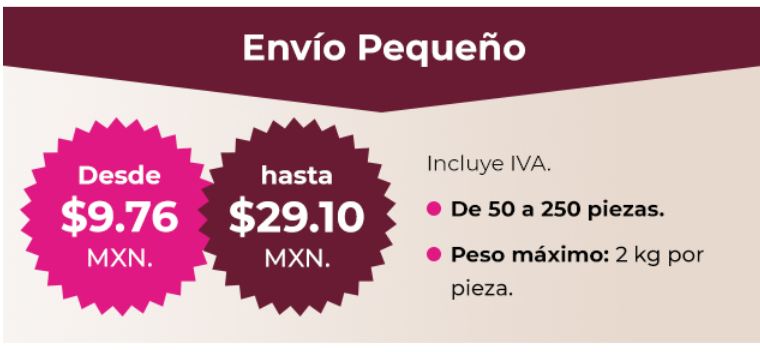 Envío Pequeño
Desde
$9.76
MXN.
hasta
$29.10
MXN.
Incluye IVA.
De 50 a 250 piezas.
Peso máximo: 2 kg por
pieza.